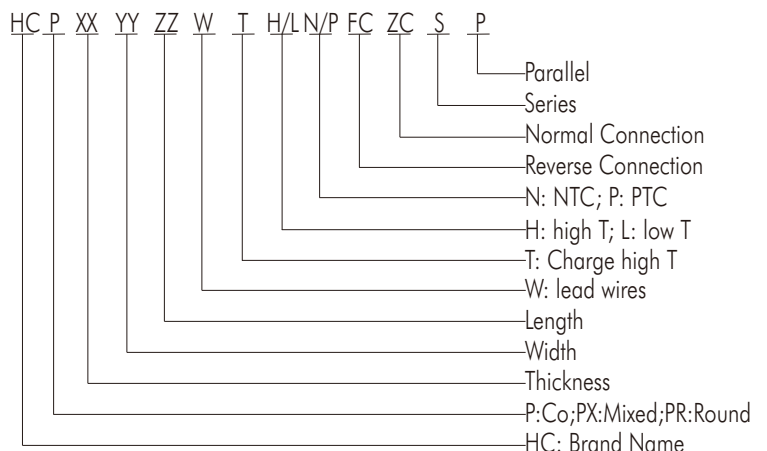 HC P XX YY ZZ W T H/L N/P FC ZC S P
Parallel
Series
Normal Connection
Reverse Connection
N: NTC; P: PTC
H: high T; L: low T
T: Charge high T
W: lead wires
Length
Width
Thickness
P:Co;PX:Mixed;PR:Round
HC: Brand Name